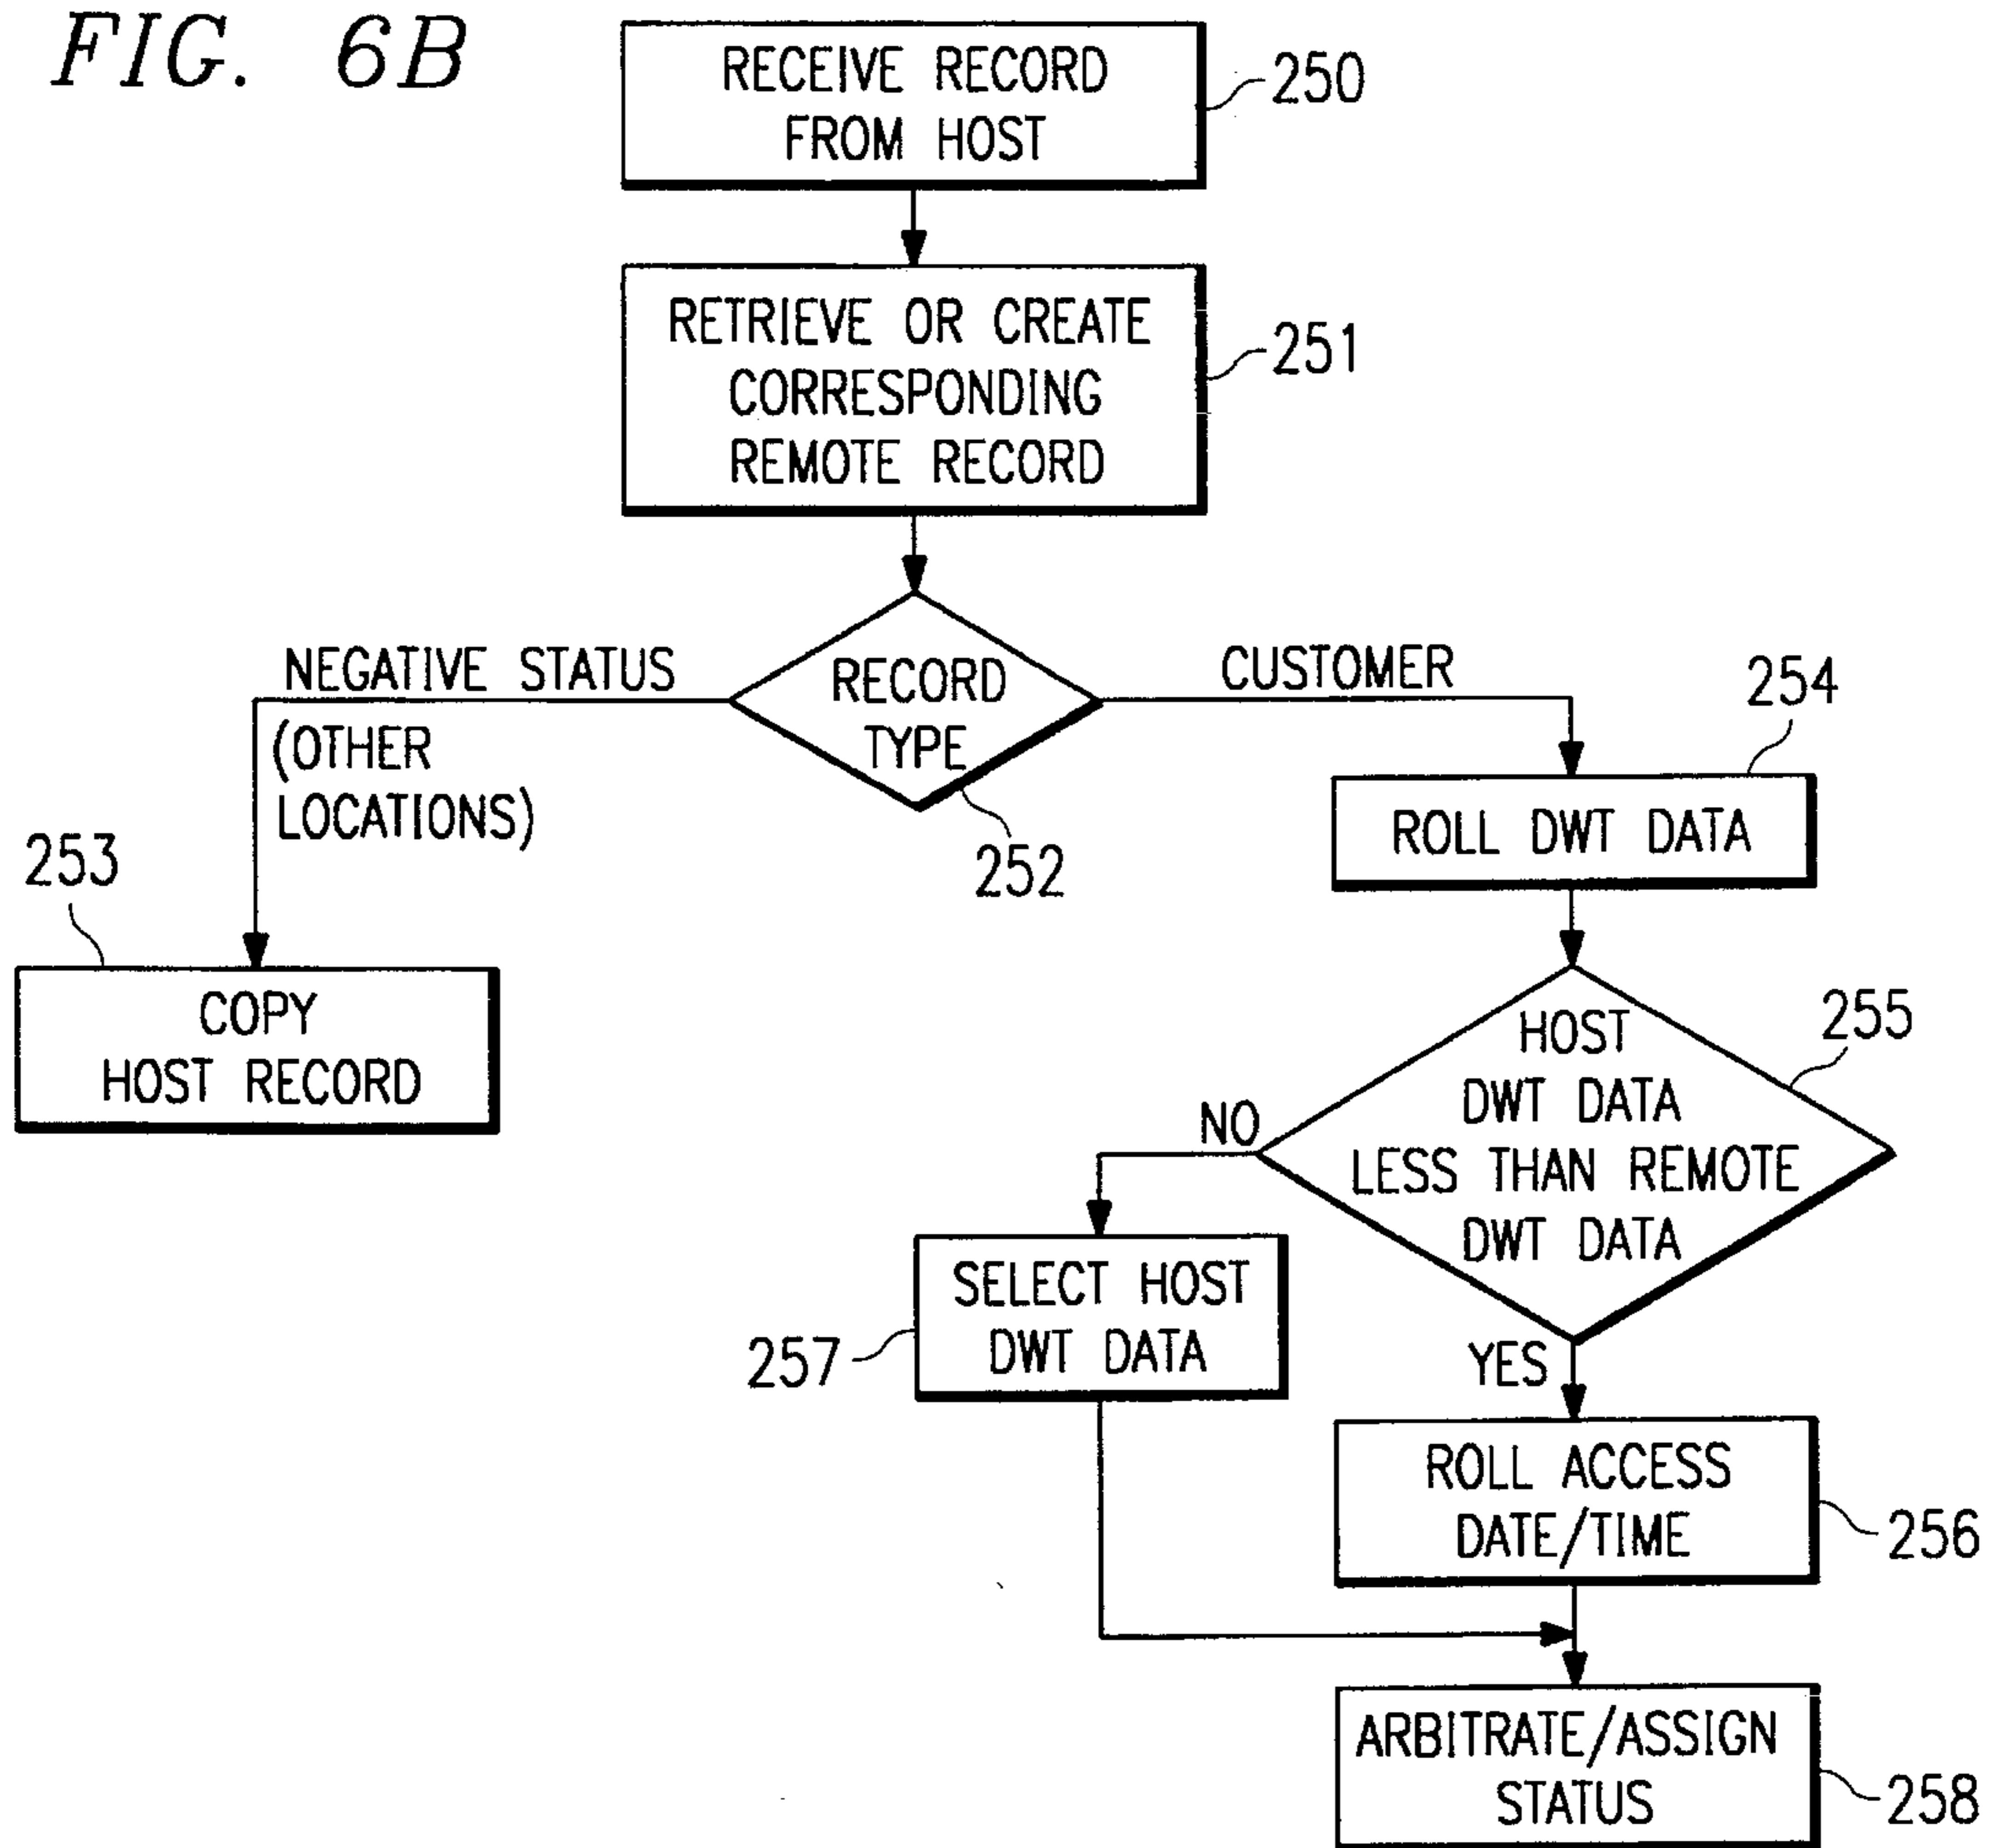 FIG. 6B
RECEIVE RECORD
FROM HOST
250
RETRIEVE OR CREATE
CORRESPONDING
REMOTE RECORD
251
NEGATIVE STATUS
(OTHER
LOCATIONS)
RECORD
TYPE
252
CUSTOMER
254
ROLL DWT DATA
253
COPY
HOST RECORD
HOST
DWT DATA
LESS THAN REMOTE
DWT DATA
255
NO
SELECT HOST
DWT DATA
257
YES
ROLL ACCESS
DATE/TIME
256
ARBITRATE/ASSIGN
STATUS
258